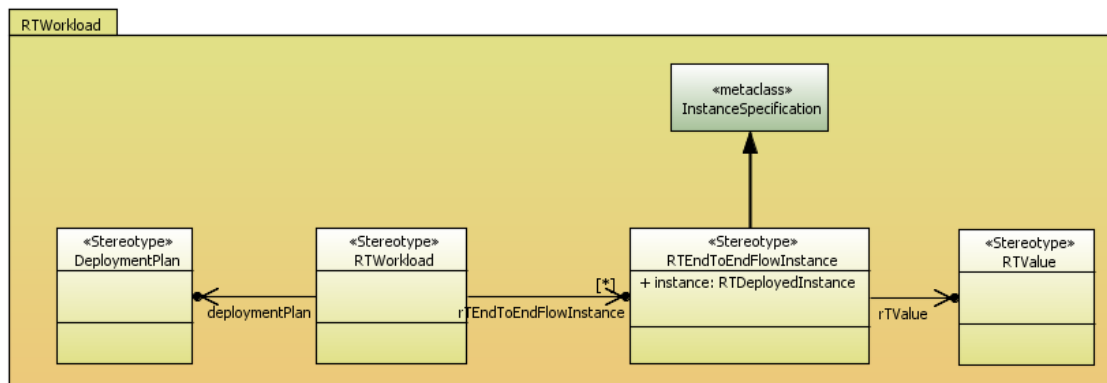 RTWorkload
«metaclass»
InstanceSpecification
«Stereotype»
DeploymentPlan
«Stereotype»
RTWorkload
«Stereotype»
RTEndToEndFlowInstance
+ instance: RTDeployedInstance
«Stereotype»
RTValue
deploymentPlan
[*]
rTEndToEndFlowInstance
rTValue